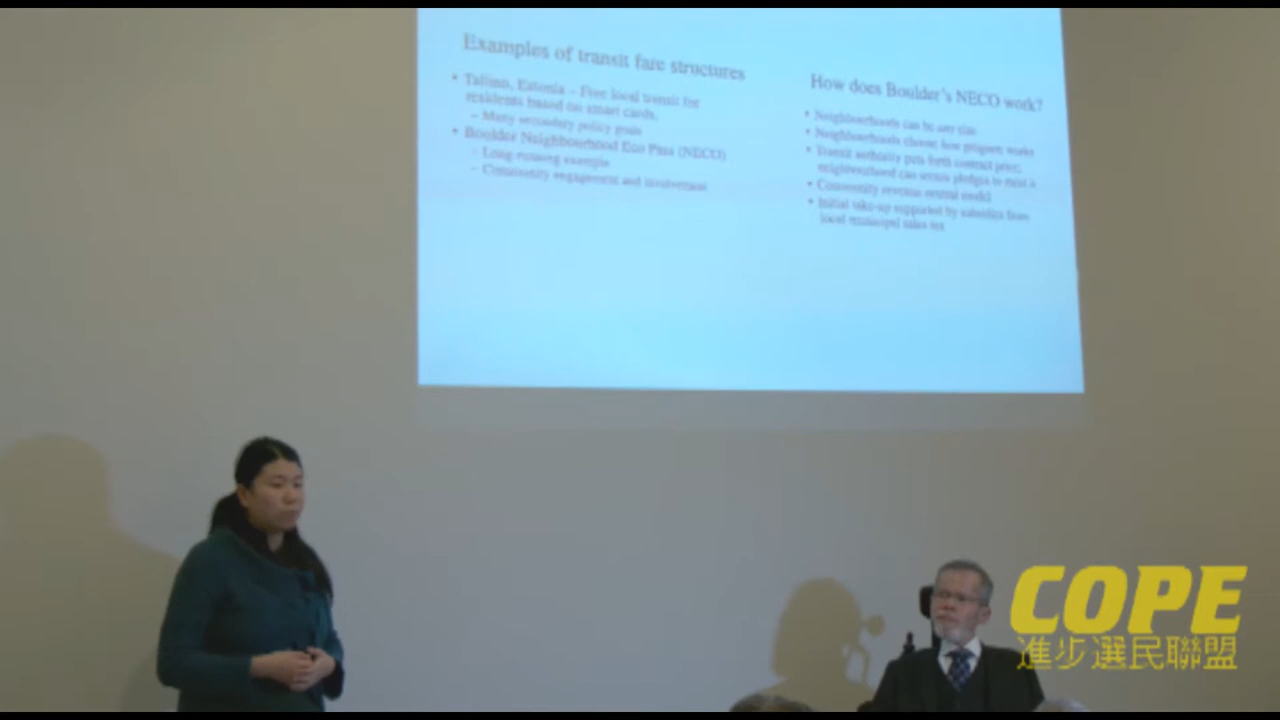 Examples of transit fare structures
• Tallinn, Estonia – Free local transit for
residents based on smart cards.
– Many secondary policy goals
• Boulder Neighbourhood Eco Pass (NECO)
– Long-running example
– Community engagement and involvement
How does Boulder's NECO work?
• Neighbourhoods can be any size
• Neighbourhoods choose how program works
• Transit authority puts forth contract price;
neighbourhood can secure pledges to meet it
• Community revenue neutral model
• Initial take-up supported by subsidies from
local municipal sales tax
COPE
進步選民聯盟